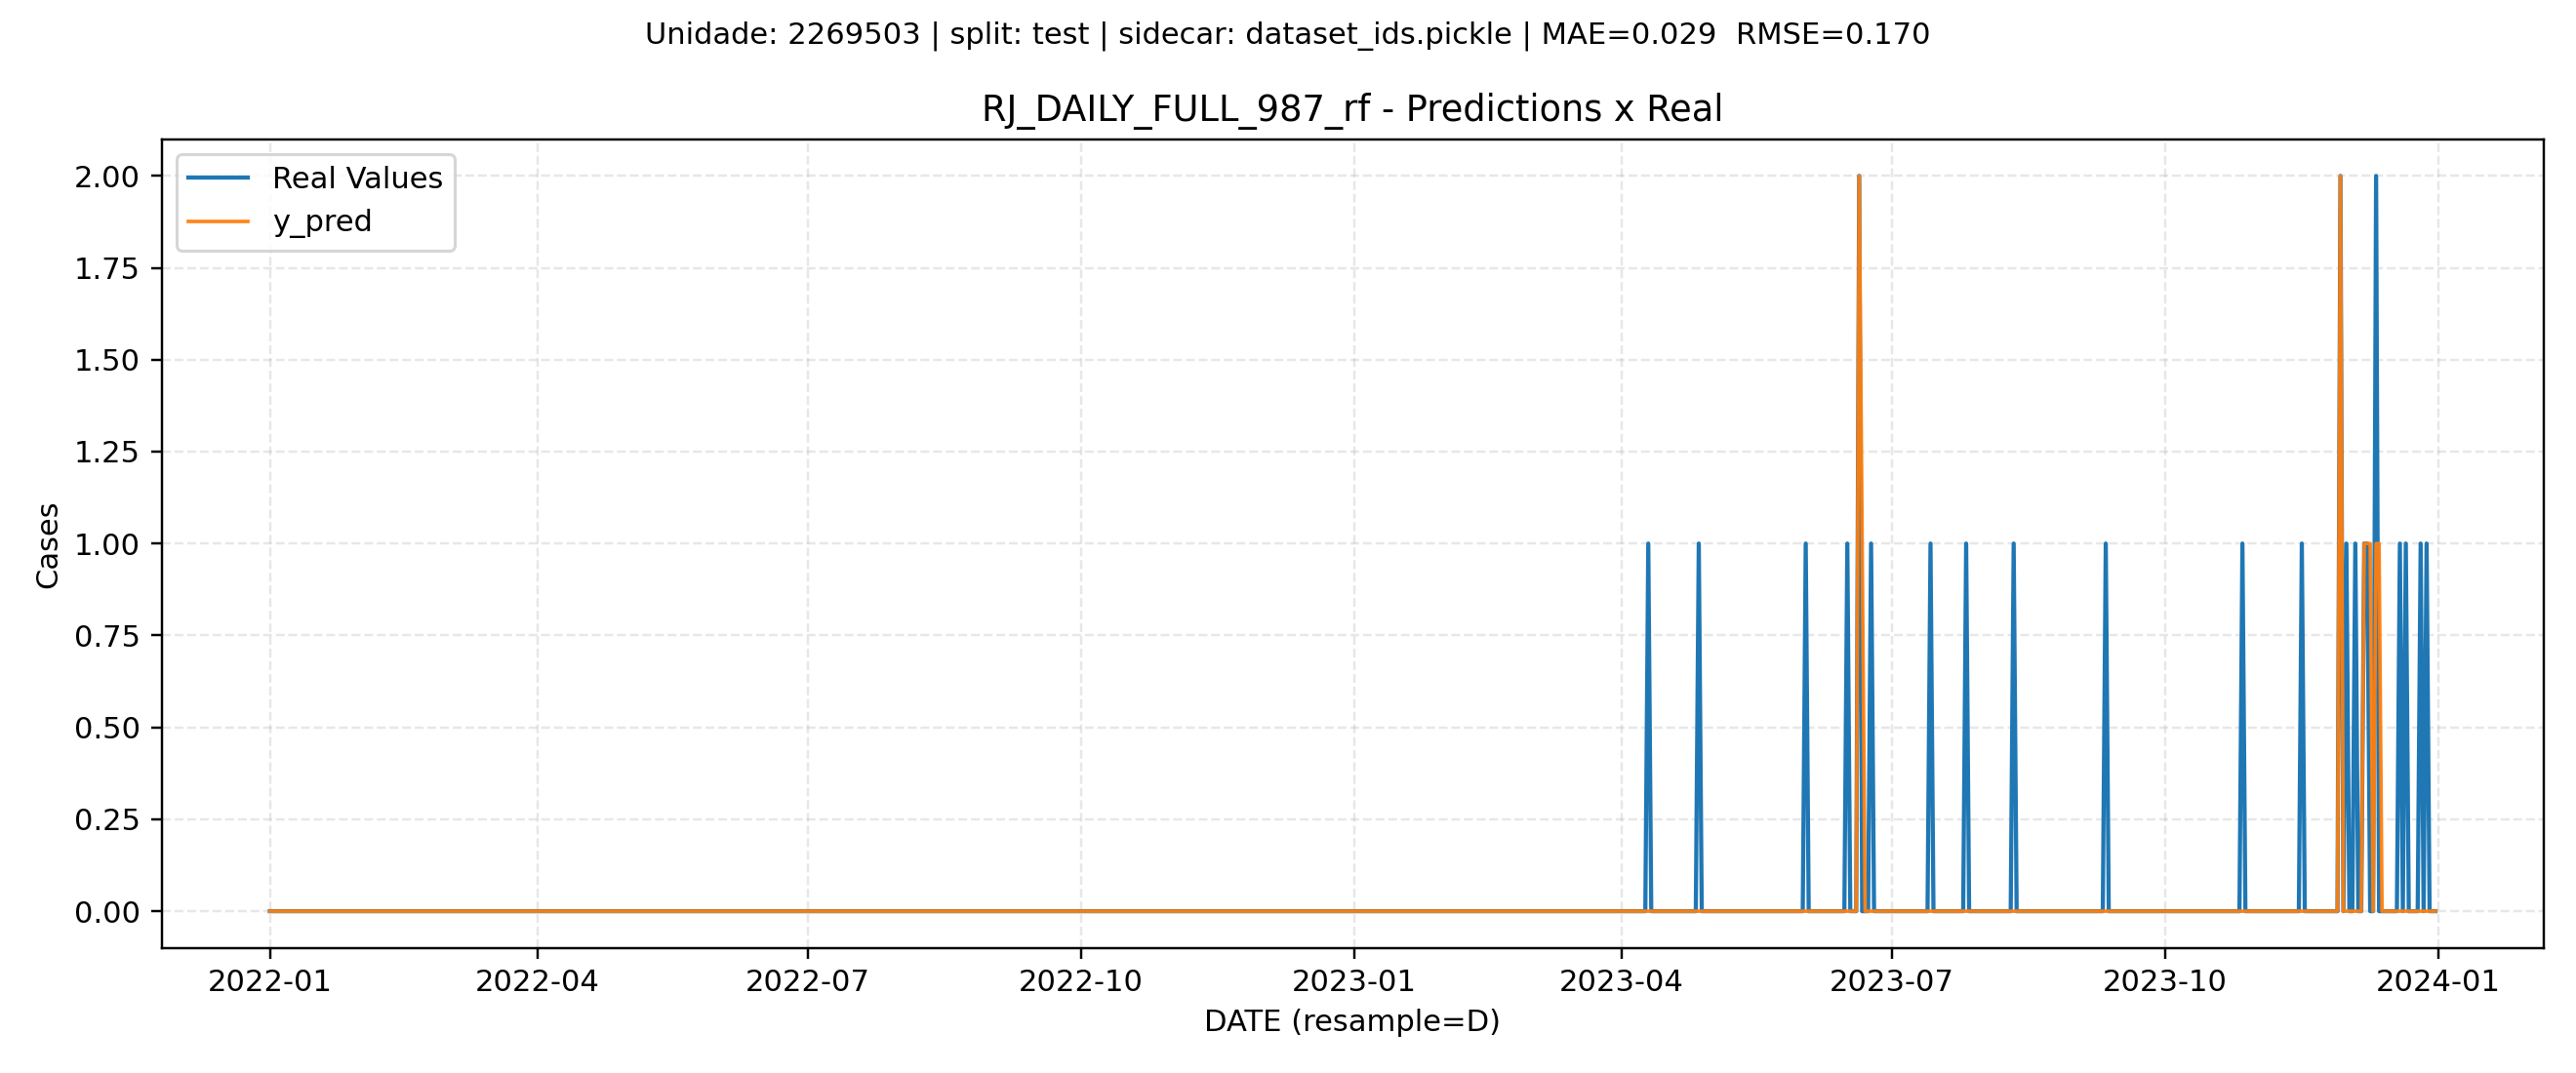 Unidade: 2269503 | split: test | sidecar: dataset_ids.pickle | MAE=0.029  RMSE=0.170
RJ_DAILY_FULL_987_rf - Predictions x Real
Real Values
y_pred
2.00
1.75
1.50
1.25
1.00
0.75
0.50
0.25
0.00
Cases
2022-01 2022-04 2022-07 2022-10 2023-01 2023-04 2023-07 2023-10 2024-01
DATE (resample=D)